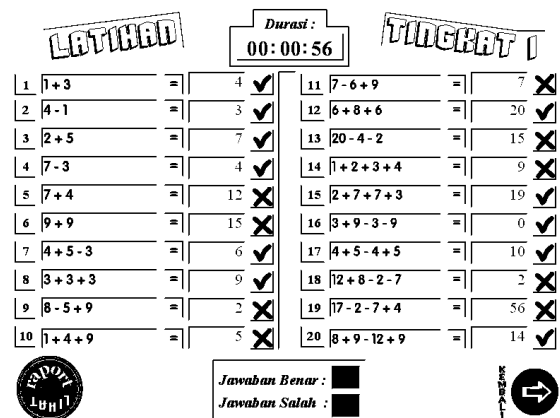 LATIHAN
Durasi :
00:00:56
TINGKAT I
1 1 + 3 = 4 ✔
2 4 - 1 = 3 ✔
3 2 + 5 = 7 ✔
4 7 - 3 = 4 ✔
5 7 + 4 = 12 ✘
6 9 + 9 = 15 ✘
7 4 + 5 - 3 = 6 ✔
8 3 + 3 + 3 = 9 ✔
9 8 - 5 + 9 = 2 ✘
10 1 + 4 + 9 = 5 ✘
11 7 - 6 + 9 = 7 ✘
12 6 + 8 + 6 = 20 ✔
13 20 - 4 - 2 = 15 ✘
14 1 + 2 + 3 + 4 = 9 ✘
15 2 + 7 + 7 + 3 = 19 ✔
16 3 + 9 - 3 - 9 = 0 ✔
17 4 + 5 - 4 + 5 = 10 ✔
18 12 + 8 - 2 - 7 = 2 ✘
19 17 - 2 - 7 + 4 = 56 ✘
20 8 + 9 - 12 + 9 = 14 ✔
raport
LIHAT
Jawaban Benar :
Jawaban Salah :
KEMBALI